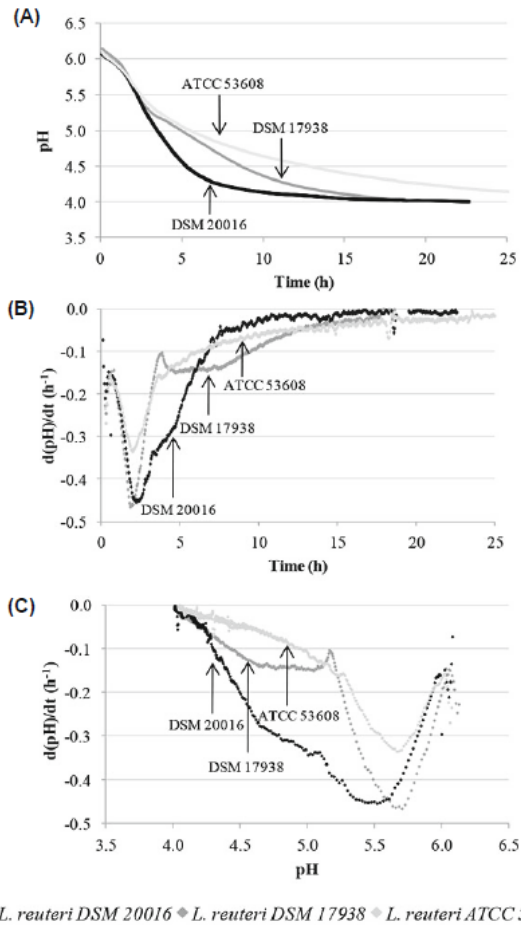 (A)
6.5
6.0
5.5
5.0
4.5
4.0
3.5
pH
ATCC 53608
DSM 17938
DSM 20016
0 5 10 15 20 25
Time (h)
(B)
0.0
-0.1
-0.2
-0.3
-0.4
-0.5
d(pH)/dt (h-1)
ATCC 53608
DSM 17938
DSM 20016
0 5 10 15 20 25
Time (h)
(C)
0.0
-0.1
-0.2
-0.3
-0.4
-0.5
d(pH)/dt (h-1)
DSM 20016
ATCC 53608
DSM 17938
3.5 4.0 4.5 5.0 5.5 6.0 6.5
pH
L. reuteri DSM 20016 ◆ L. reuteri DSM 17938 ◆ L. reuteri ATCC